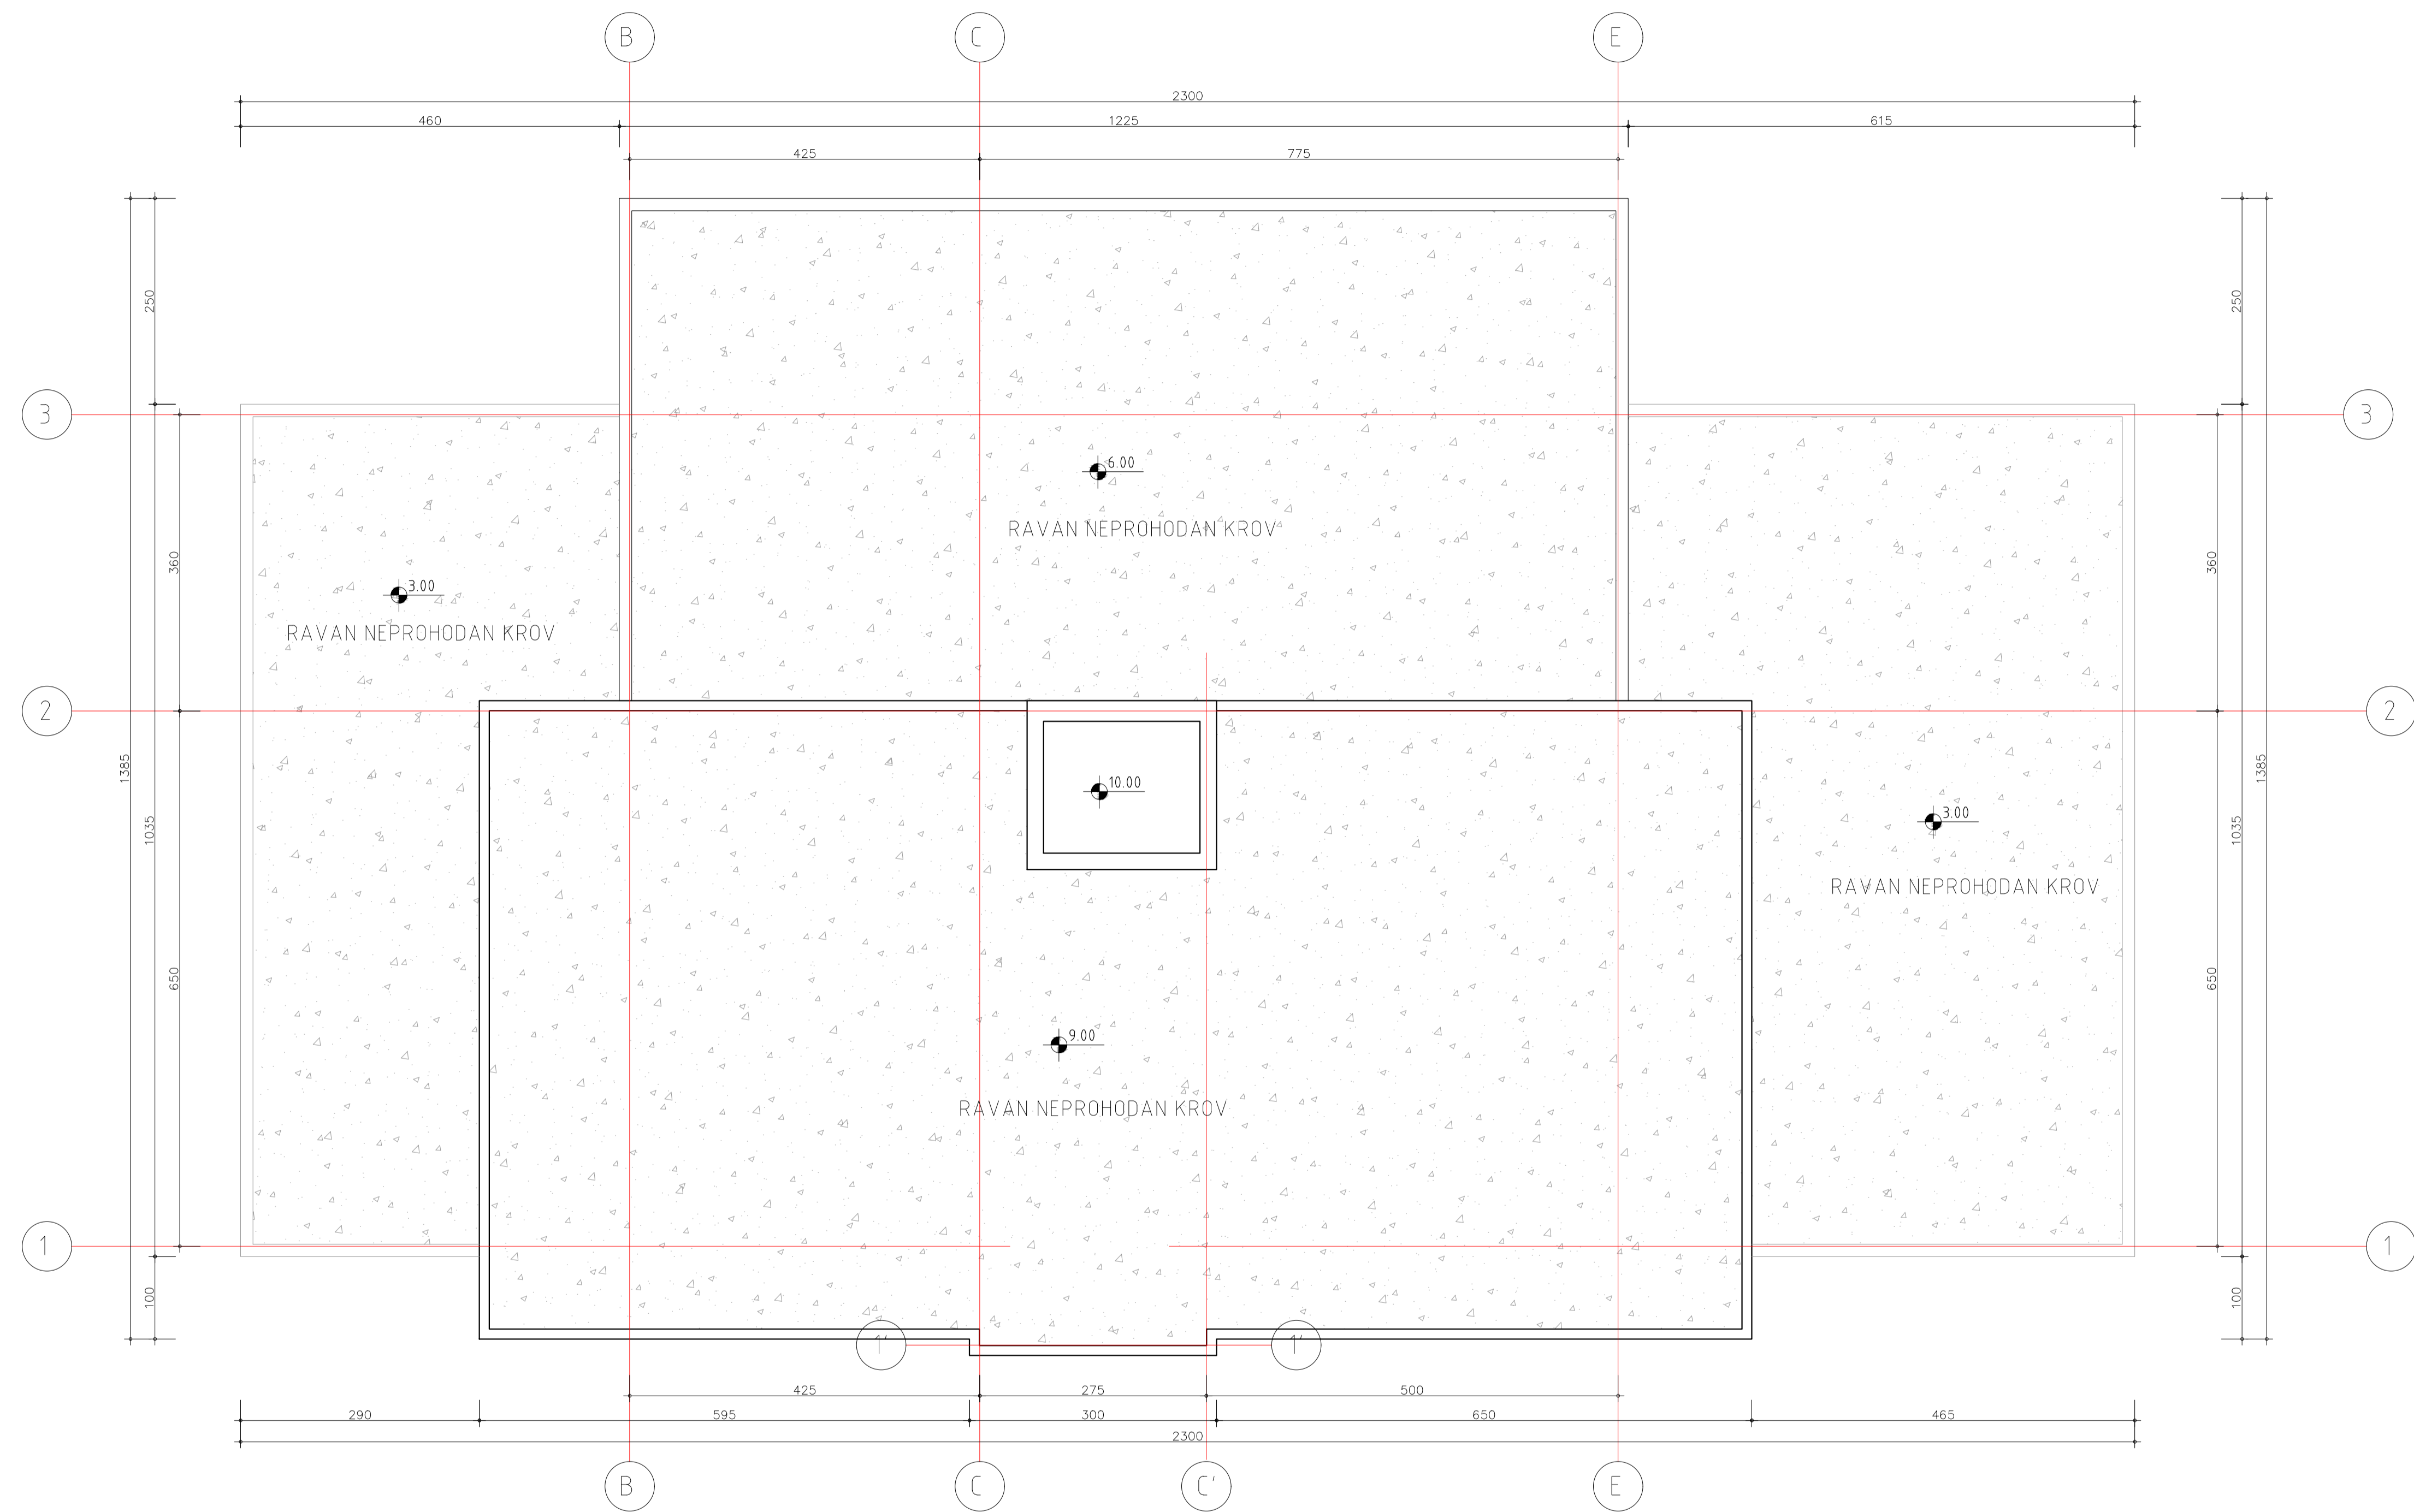 B C E
2300
460 1225 615
425 775
250 250
3 3
6.00
RAVAN NEPROHODAN KROV
360 360
3.00
RAVAN NEPROHODAN KROV
2 2
1385 1385
10.00
1035 1035
3.00
RAVAN NEPROHODAN KROV
650 650
9.00
RAVAN NEPROHODAN KROV
1 1
100 100
1' 1'
425 275 500
290 595 300 650 465
2300
B C C' E